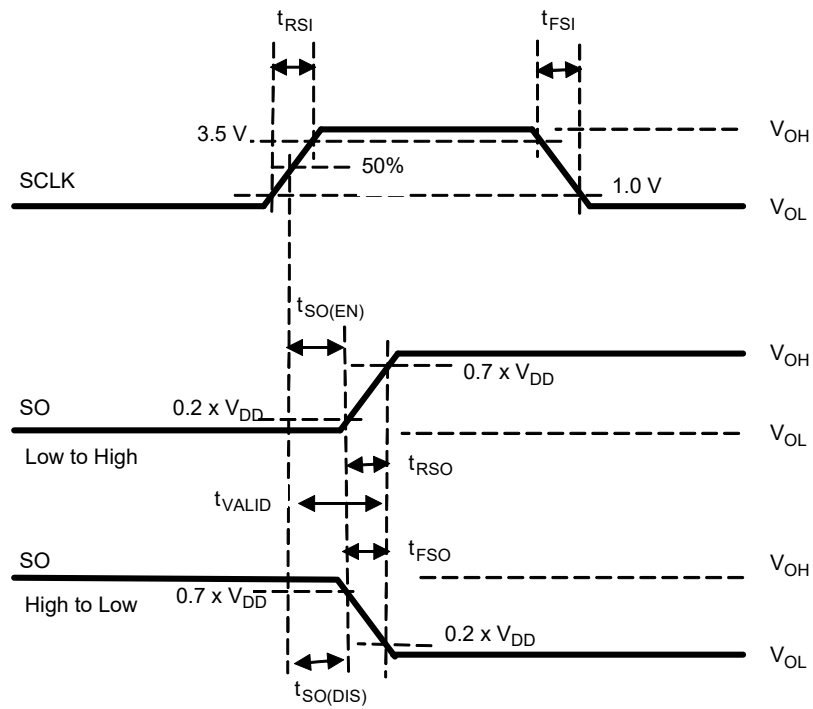 tRSI
tFSI
3.5 V
VOH
50%
SCLK
1.0 V
VOL
tSO(EN)
VOH
0.7 x VDD
SO
0.2 x VDD
VOL
Low to High
tRSO
tVALID
tFSO
SO
VOH
High to Low
0.7 x VDD
0.2 x VDD
VOL
tSO(DIS)